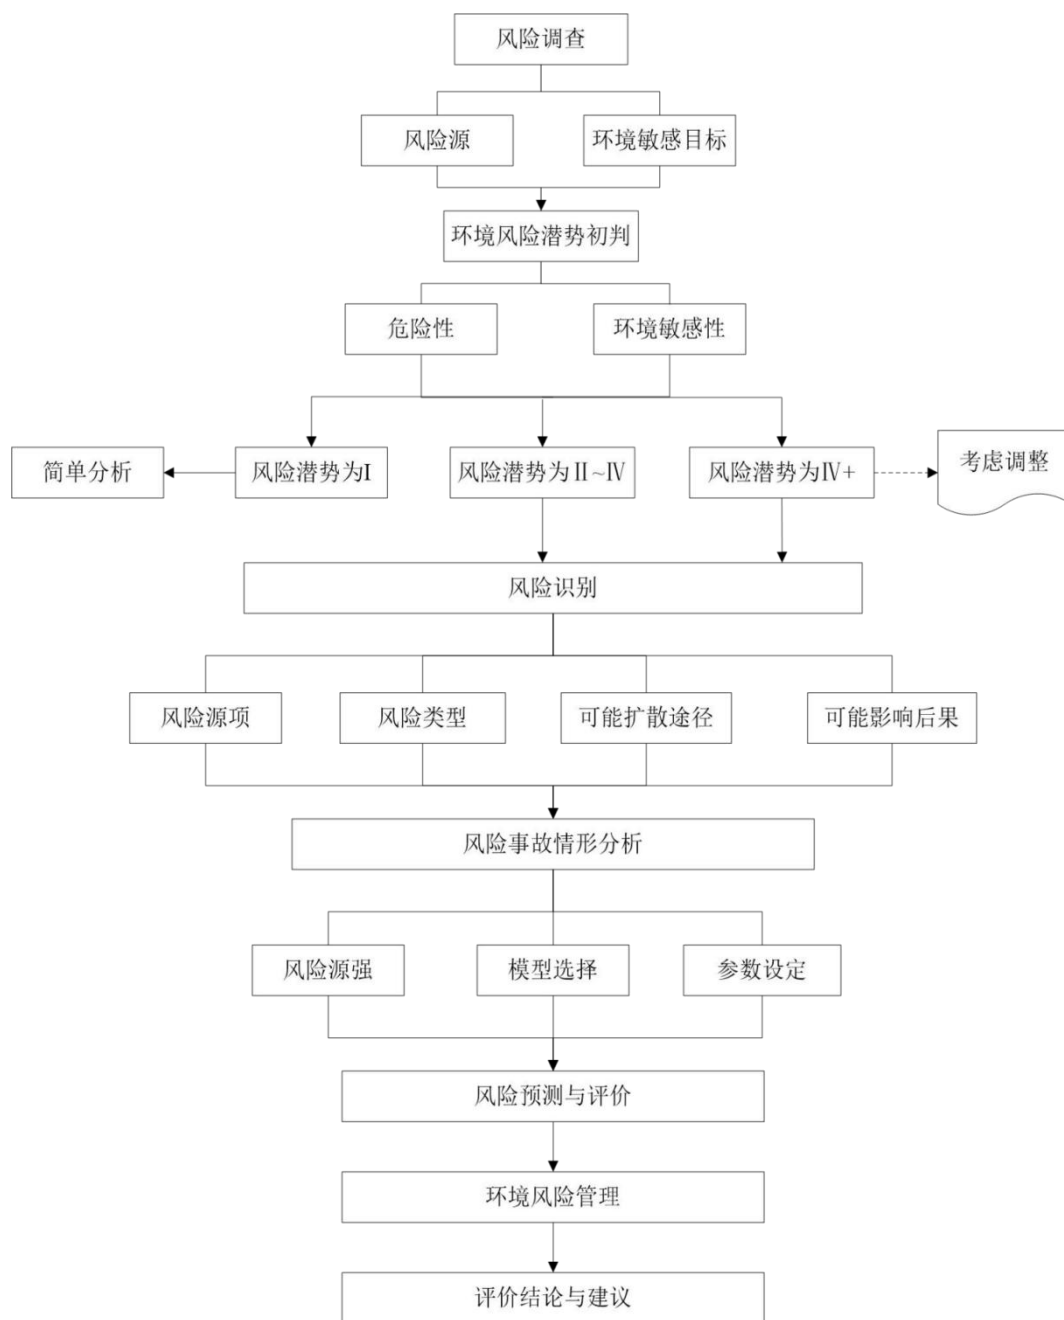 风险调查
风险源
环境敏感目标
环境风险潜势初判
危险性
环境敏感性
简单分析
风险潜势为Ⅰ
风险潜势为Ⅱ~Ⅳ
风险潜势为Ⅳ+
考虑调整
风险识别
风险源项
风险类型
可能扩散途径
可能影响后果
风险事故情形分析
风险源强
模型选择
参数设定
风险预测与评价
环境风险管理
评价结论与建议